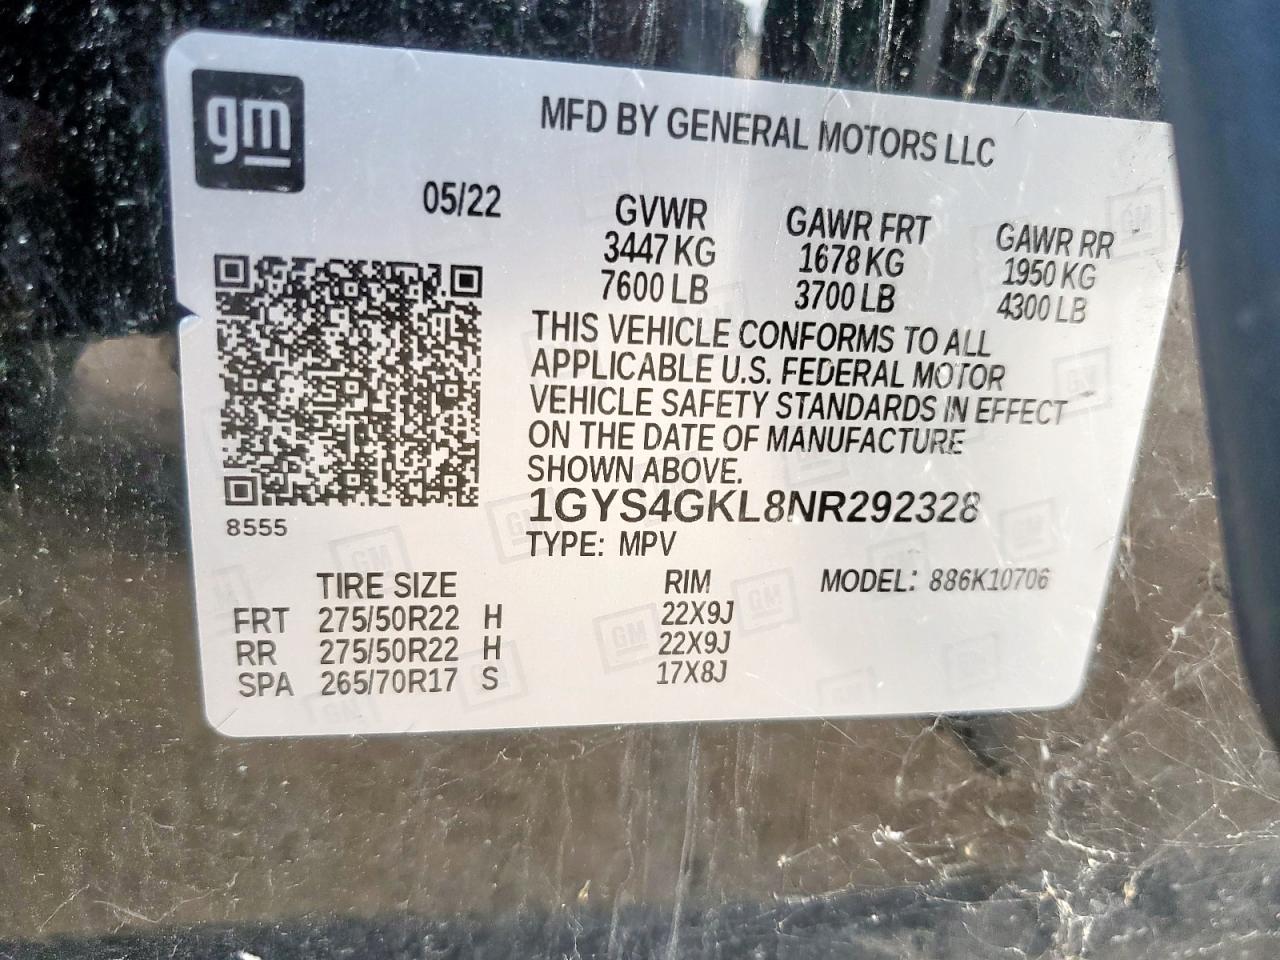 gm
MFD BY GENERAL MOTORS LLC
05/22
GVWR GAWR FRT GAWR RR
3447 KG 1678 KG 1950 KG
7600 LB 3700 LB 4300 LB
THIS VEHICLE CONFORMS TO ALL
APPLICABLE U.S. FEDERAL MOTOR
VEHICLE SAFETY STANDARDS IN EFFECT
ON THE DATE OF MANUFACTURE
SHOWN ABOVE.
1GYS4GKL8NR292328
8555
TYPE: MPV
TIRE SIZE RIM MODEL: 886K10706
FRT 275/50R22 H 22X9J
RR 275/50R22 H 22X9J
SPA 265/70R17 S 17X8J